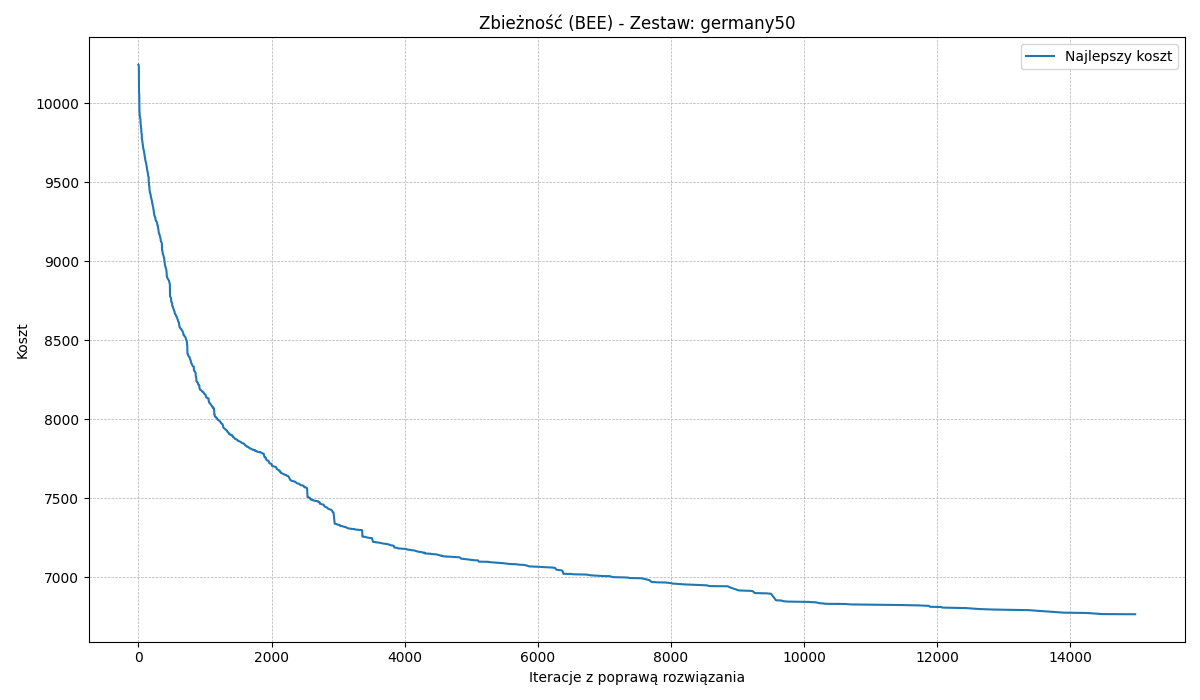 Zbieżność (BEE) - Zestaw: germany50
Najlepszy koszt
10000
9500
9000
8500
8000
7500
7000
Koszt
0 2000 4000 6000 8000 10000 12000 14000
Iteracje z poprawą rozwiązania